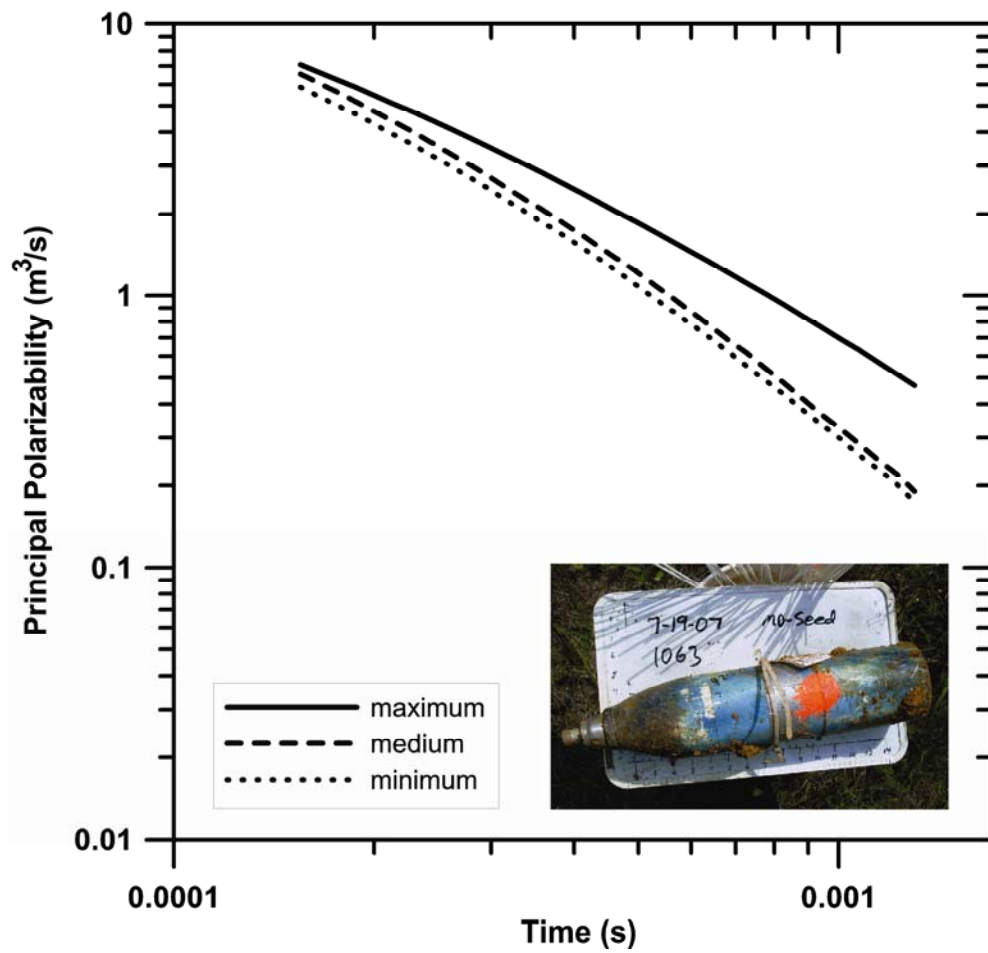 10
1
0.1
0.01
Principal Polarizability (m³/s)
7-19-07 no-Seed
1063
maximum
medium
minimum
0.0001 0.001
Time (s)